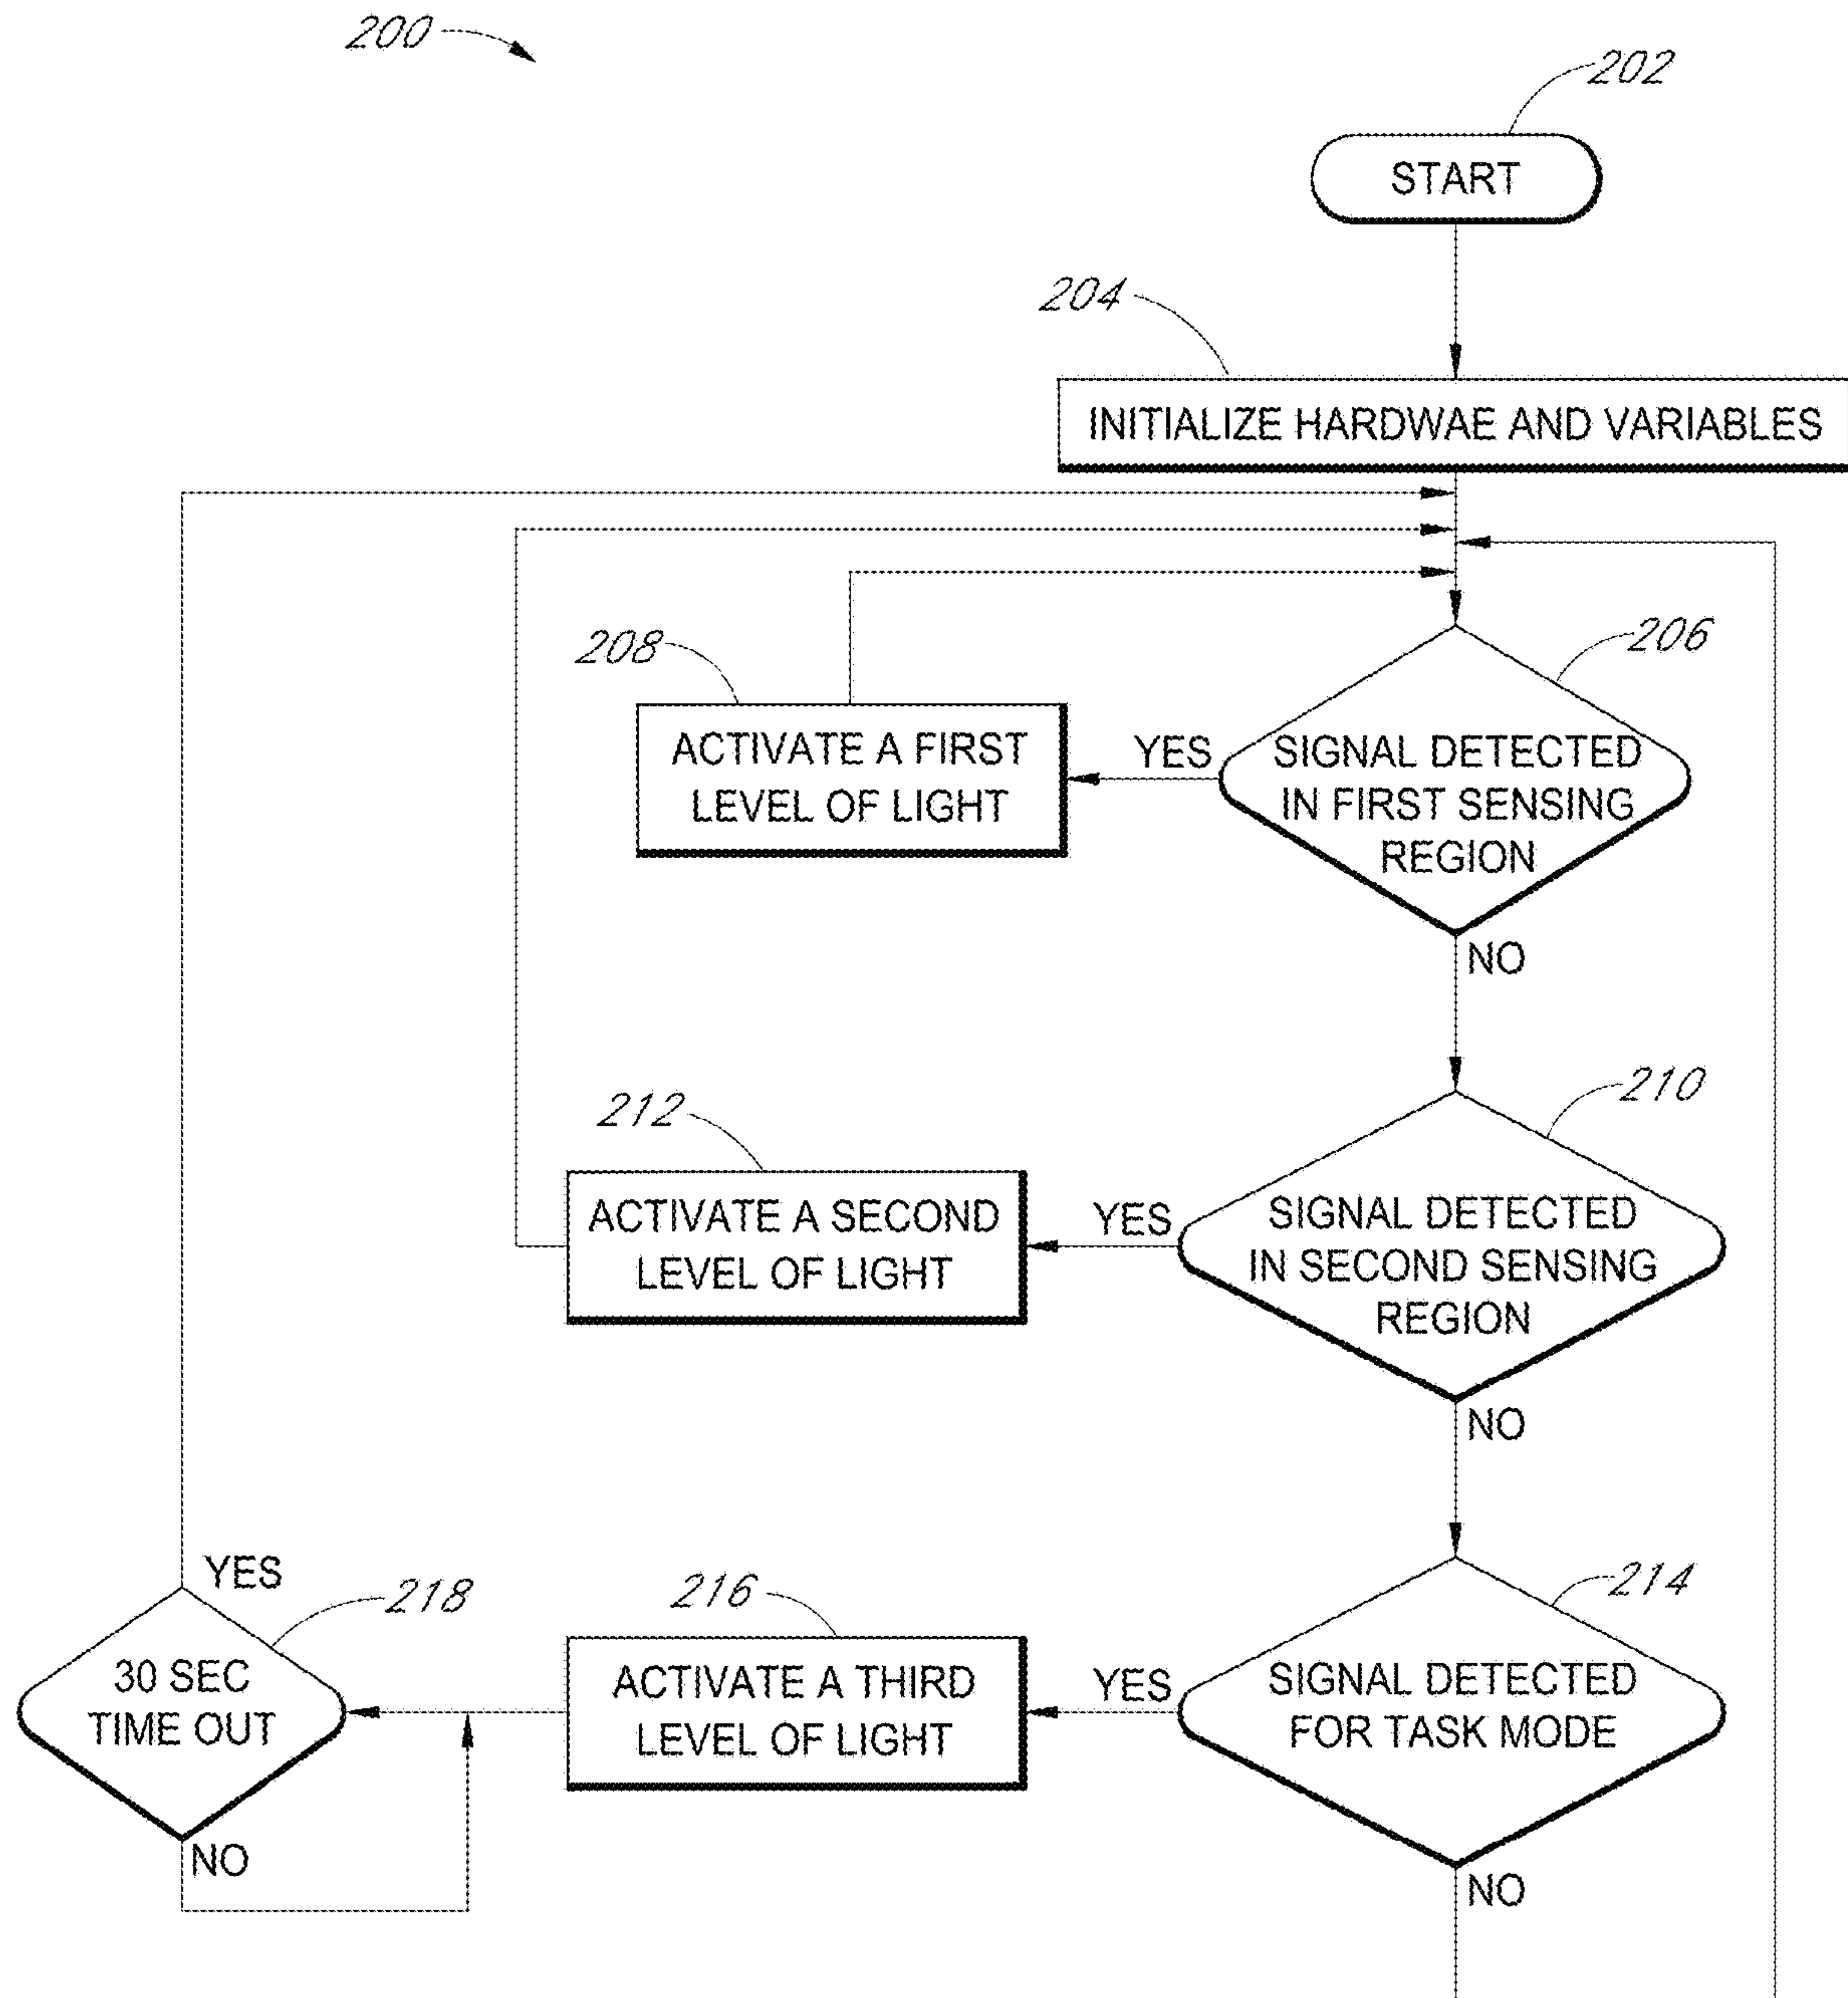 200
202
START
204
INITIALIZE HARDWAE AND VARIABLES
206
208
ACTIVATE A FIRST
LEVEL OF LIGHT
YES
SIGNAL DETECTED
IN FIRST SENSING
REGION
NO
210
212
ACTIVATE A SECOND
LEVEL OF LIGHT
YES
SIGNAL DETECTED
IN SECOND SENSING
REGION
NO
214
216
218
YES
30 SEC
TIME OUT
NO
ACTIVATE A THIRD
LEVEL OF LIGHT
YES
SIGNAL DETECTED
FOR TASK MODE
NO